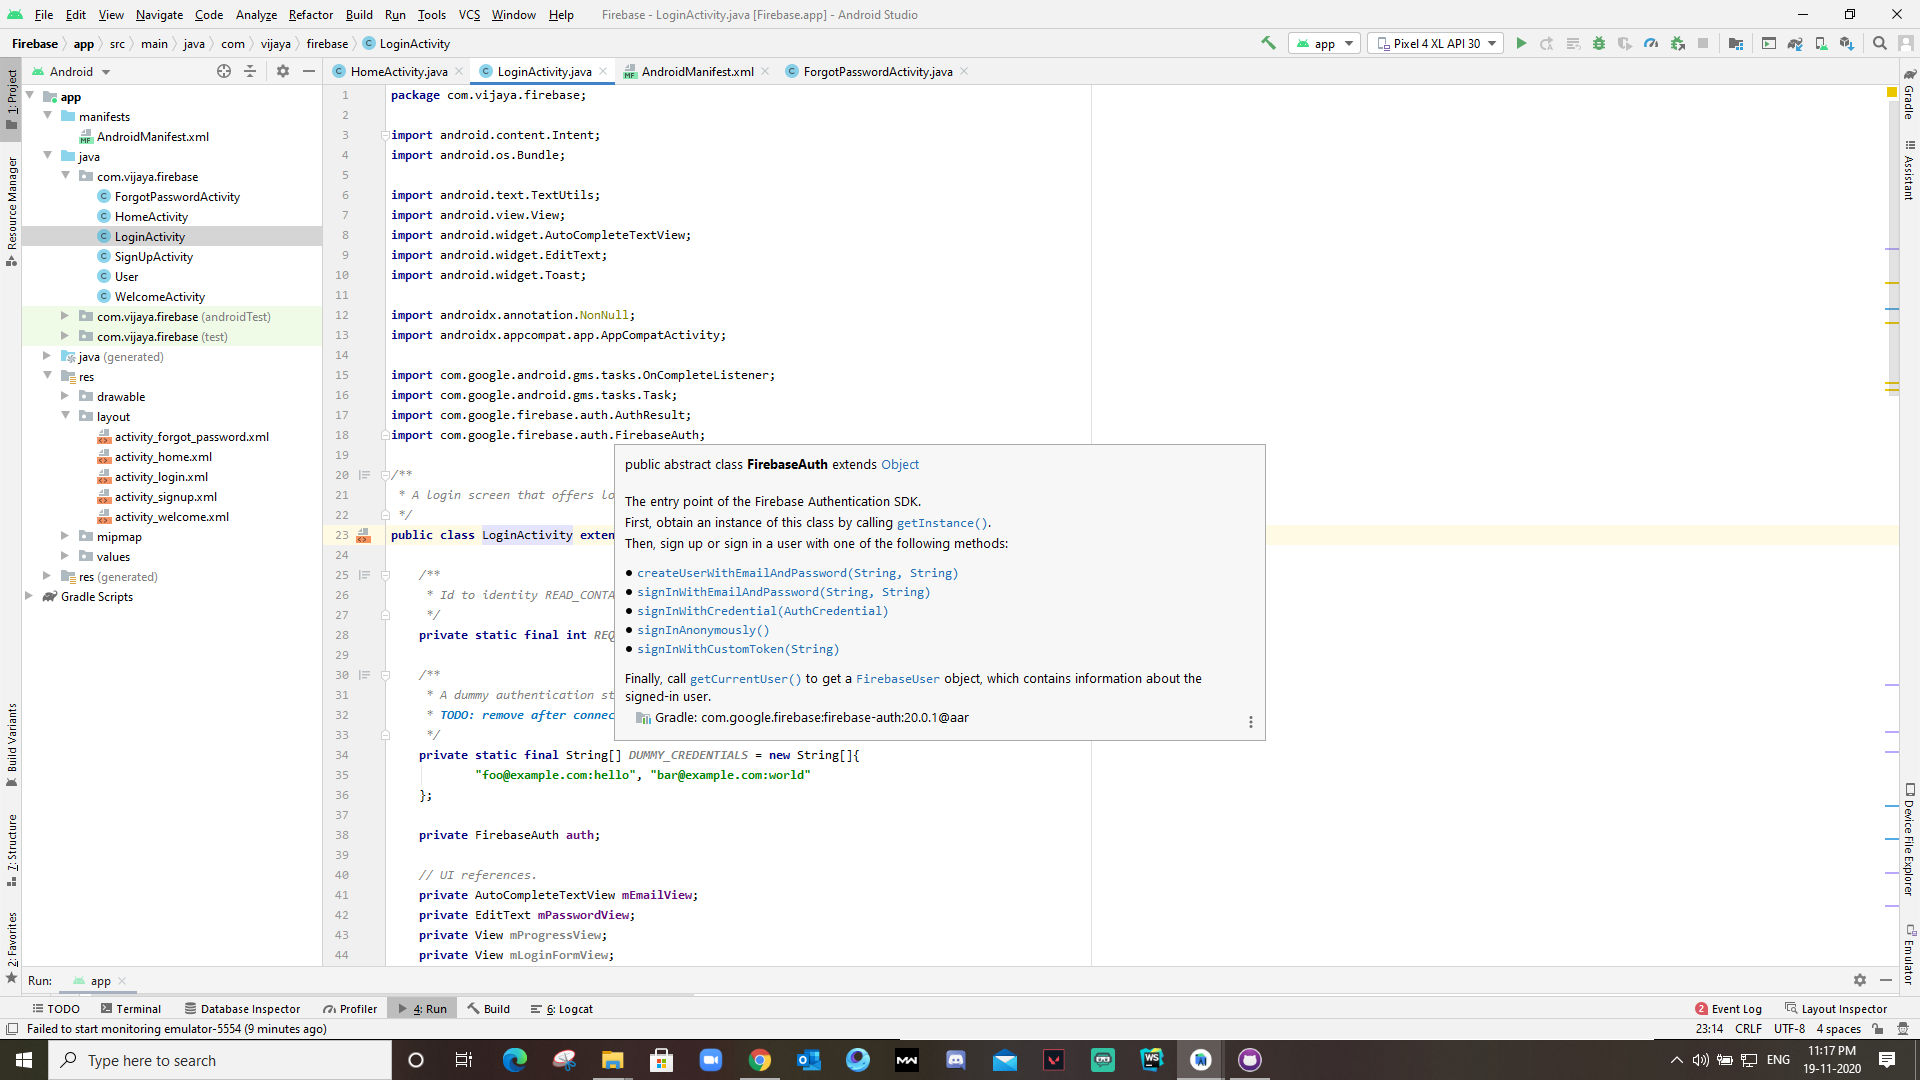 File Edit View Navigate Code Analyze Refactor Build Run Tools VCS Window Help Firebase - LoginActivity.java [Firebase.app] - Android Studio
Firebase app src main java com vijaya firebase LoginActivity app Pixel 4 XL API 30
Android HomeActivity.java LoginActivity.java AndroidManifest.xml ForgotPasswordActivity.java
1: Project
Resource Manager
Build Variants
7: Structure
2: Favorites
app
manifests
AndroidManifest.xml
java
com.vijaya.firebase
ForgotPasswordActivity
HomeActivity
LoginActivity
SignUpActivity
User
WelcomeActivity
com.vijaya.firebase (androidTest)
com.vijaya.firebase (test)
java (generated)
res
drawable
layout
activity_forgot_password.xml
activity_home.xml
activity_login.xml
activity_signup.xml
activity_welcome.xml
mipmap
values
res (generated)
Gradle Scripts
1 package com.vijaya.firebase;
2
3 import android.content.Intent;
4 import android.os.Bundle;
5
6 import android.text.TextUtils;
7 import android.view.View;
8 import android.widget.AutoCompleteTextView;
9 import android.widget.EditText;
10 import android.widget.Toast;
11
12 import androidx.annotation.NonNull;
13 import androidx.appcompat.app.AppCompatActivity;
14
15 import com.google.android.gms.tasks.OnCompleteListener;
16 import com.google.android.gms.tasks.Task;
17 import com.google.firebase.auth.AuthResult;
18 import com.google.firebase.auth.FirebaseAuth;
19
20 /**
21 * A login screen that offers lo
22 */
23 public class LoginActivity exten
24
25 /**
26 * Id to identity READ_CONTA
27 */
28 private static final int REQ
29
30 /**
31 * A dummy authentication st
32 * TODO: remove after connec
33 */
34 private static final String[] DUMMY_CREDENTIALS = new String[]{
35 "foo@example.com:hello", "bar@example.com:world"
36 };
37
38 private FirebaseAuth auth;
39
40 // UI references.
41 private AutoCompleteTextView mEmailView;
42 private EditText mPasswordView;
43 private View mProgressView;
44 private View mLoginFormView;
public abstract class FirebaseAuth extends Object
The entry point of the Firebase Authentication SDK.
First, obtain an instance of this class by calling getInstance().
Then, sign up or sign in a user with one of the following methods:
• createUserWithEmailAndPassword(String, String)
• signInWithEmailAndPassword(String, String)
• signInWithCredential(AuthCredential)
• signInAnonymously()
• signInWithCustomToken(String)
Finally, call getCurrentUser() to get a FirebaseUser object, which contains information about the
signed-in user.
Gradle: com.google.firebase:firebase-auth:20.0.1@aar
Gradle
Assistant
Device File Explorer
Emulator
Run: app
TODO Terminal Database Inspector Profiler 4: Run Build 6: Logcat 2 Event Log Layout Inspector
Failed to start monitoring emulator-5554 (9 minutes ago) 23:14 CRLF UTF-8 4 spaces
Type here to search ENG 11:17 PM
19-11-2020